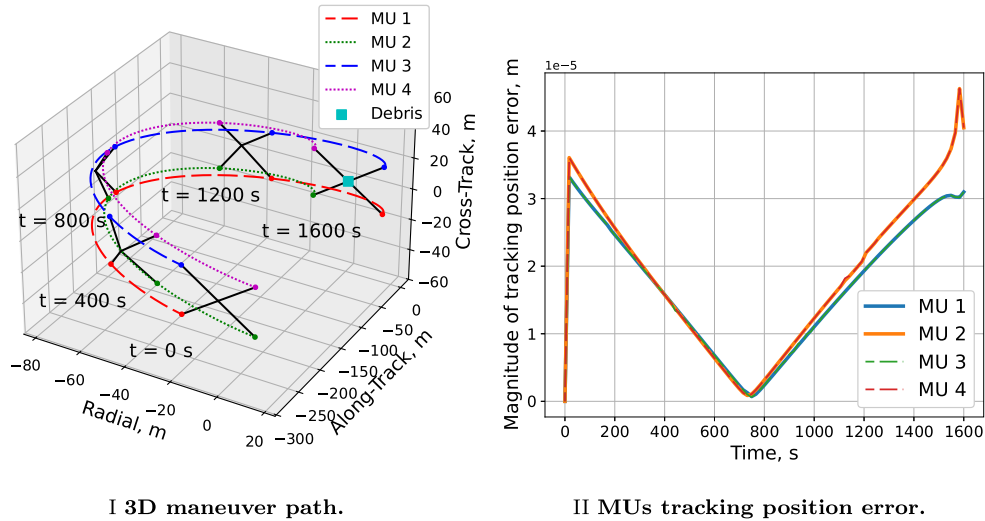 MU 1
MU 2
MU 3
MU 4
Debris
t = 1200 s
t = 800 s
t = 1600 s
t = 400 s
t = 0 s
60
40
20
0
−20
−40
−60
Cross-Track, m
0
−50
−100
−150
−200
−250
−300
Along-Track, m
−80
−60
−40
−20
0
20
Radial, m
I 3D maneuver path.
1e−5
4
3
2
1
0
Magnitude of tracking position error, m
MU 1
MU 2
MU 3
MU 4
0 200 400 600 800 1000 1200 1400 1600
Time, s
II MUs tracking position error.